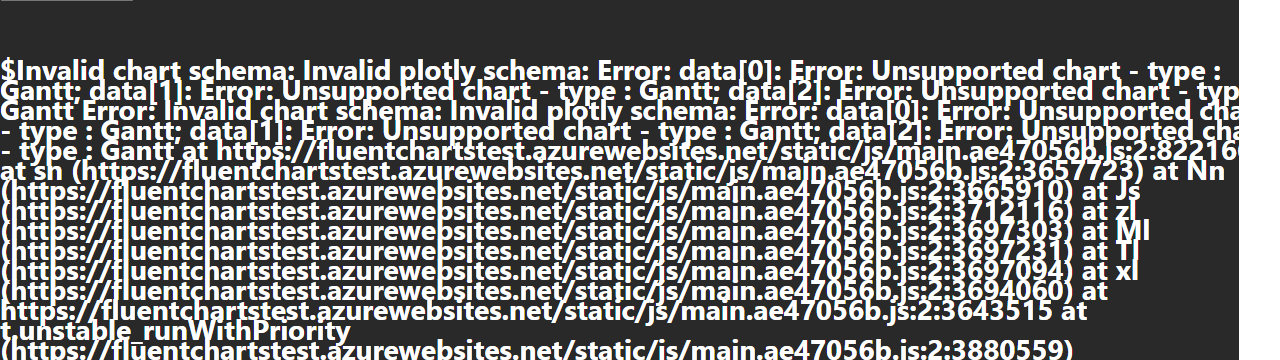 $Invalid chart schema: Invalid plotly schema: Error: data[0]: Error: Unsupported chart - type :
Gantt; data[1]: Error: Unsupported chart - type : Gantt; data[2]: Error: Unsupported chart - typ
Gantt Error: Invalid chart schema: Invalid plotly schema: Error: data[0]: Error: Unsupported cha
- type : Gantt; data[1]: Error: Unsupported chart - type : Gantt; data[2]: Error: Unsupported cha
- type : Gantt at https://fluentchartstest.azurewebsites.net/static/js/main.ae47056b.js:2:822166
at sh (https://fluentchartstest.azurewebsites.net/static/js/main.ae47056b.js:2:3657723) at Nn
(https://fluentchartstest.azurewebsites.net/static/js/main.ae47056b.js:2:3665910) at Js
(https://fluentchartstest.azurewebsites.net/static/js/main.ae47056b.js:2:3712116) at zl
(https://fluentchartstest.azurewebsites.net/static/js/main.ae47056b.js:2:3697303) at Ml
(https://fluentchartstest.azurewebsites.net/static/js/main.ae47056b.js:2:3697231) at Tl
(https://fluentchartstest.azurewebsites.net/static/js/main.ae47056b.js:2:3697094) at xl
(https://fluentchartstest.azurewebsites.net/static/js/main.ae47056b.js:2:3694060) at
https://fluentchartstest.azurewebsites.net/static/js/main.ae47056b.js:2:3643515 at
t.unstable_runWithPriority
(https://fluentchartstest.azurewebsites.net/static/js/main.ae47056b.js:2:3880559)